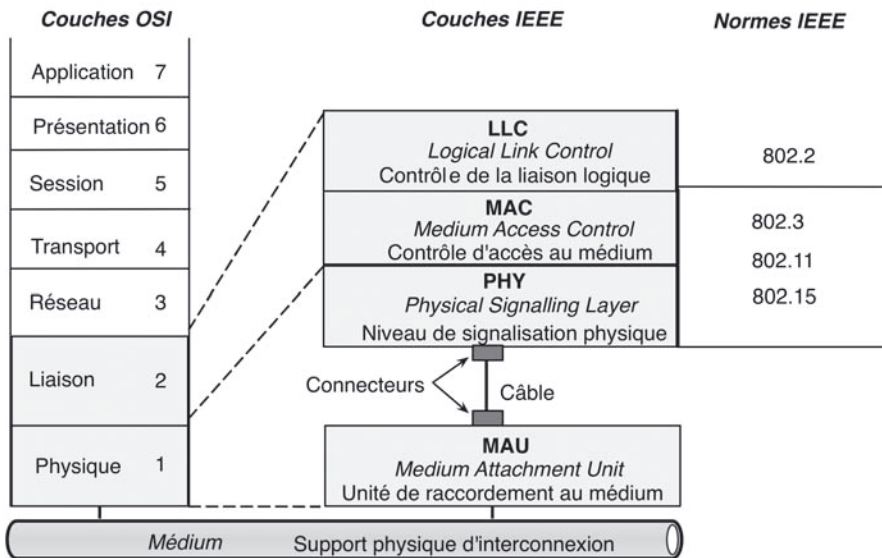 Couches OSI
Couches IEEE
Normes IEEE
Application 7
Présentation 6
Session 5
Transport 4
Réseau 3
Liaison 2
Physique 1
LLC
Logical Link Control
Contrôle de la liaison logique
802.2
MAC
Medium Access Control
Contrôle d'accès au médium
802.3
802.11
802.15
PHY
Physical Signalling Layer
Niveau de signalisation physique
Connecteurs
Câble
MAU
Medium Attachment Unit
Unité de raccordement au médium
Médium
Support physique d'interconnexion